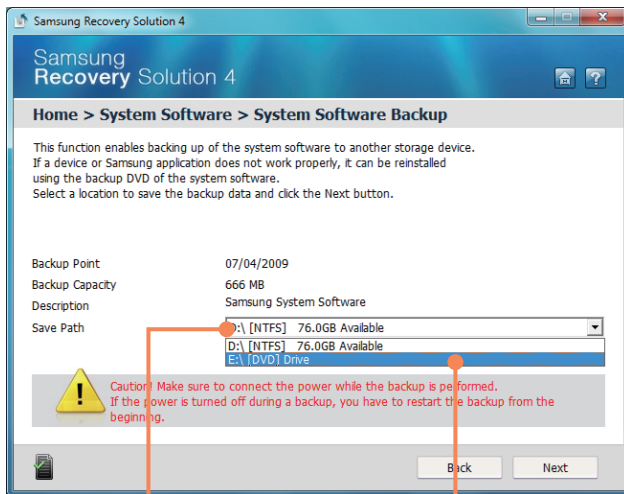 Samsung Recovery Solution 4
Samsung
Recovery Solution 4
Home > System Software > System Software Backup
This function enables backing up of the system software to another storage device.
If a device or Samsung application does not work properly, it can be reinstalled
using the backup DVD of the system software.
Select a location to save the backup data and click the Next button.
Backup Point 07/04/2009
Backup Capacity 666 MB
Description Samsung System Software
Save Path D:\ [NTFS] 76.0GB Available
D:\ [NTFS] 76.0GB Available
E:\ [DVD] Drive
Caution! Make sure to connect the power while the backup is performed.
If the power is turned off during a backup, you have to restart the backup from the
beginning.
Back Next